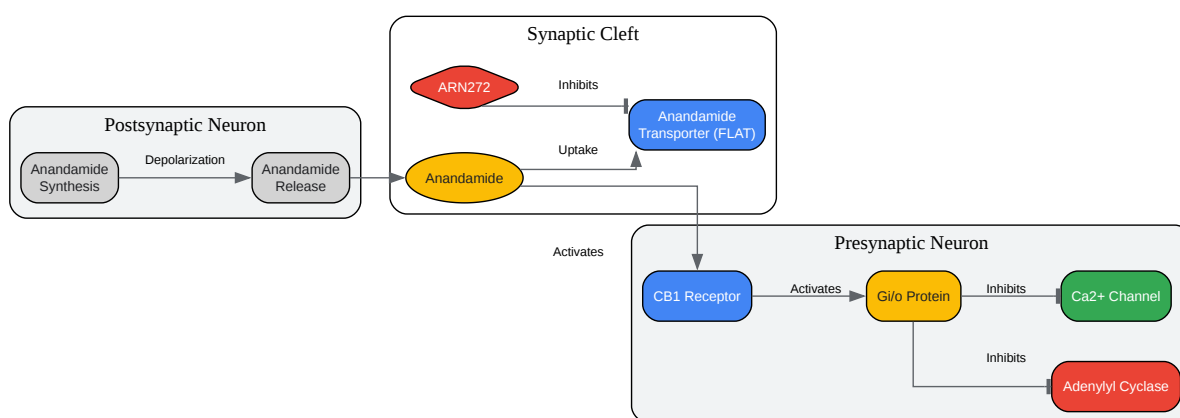 Synaptic Cleft
ARN272
Inhibits
Anandamide
Transporter (FLAT)
Postsynaptic Neuron
Anandamide
Synthesis
Depolarization
Anandamide
Release
Uptake
Anandamide
Activates
Presynaptic Neuron
CB1 Receptor
Activates
Gi/o Protein
Inhibits
Ca2+ Channel
Inhibits
Adenylyl Cyclase